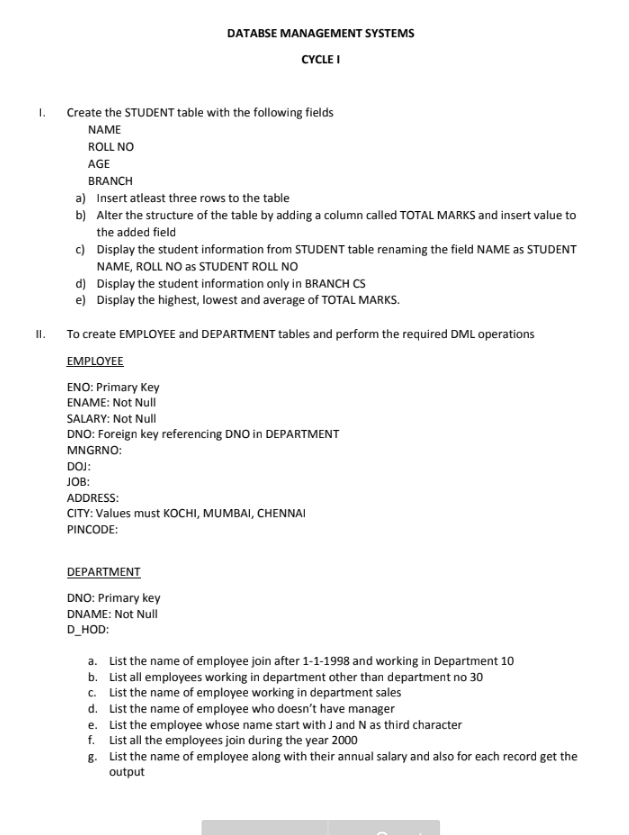 DATABSE MANAGEMENT SYSTEMS
CYCLE I
I. Create the STUDENT table with the following fields
NAME
ROLL NO
AGE
BRANCH
a) Insert atleast three rows to the table
b) Alter the structure of the table by adding a column called TOTAL MARKS and insert value to
the added field
c) Display the student information from STUDENT table renaming the field NAME as STUDENT
NAME, ROLL NO as STUDENT ROLL NO
d) Display the student information only in BRANCH CS
e) Display the highest, lowest and average of TOTAL MARKS.
II. To create EMPLOYEE and DEPARTMENT tables and perform the required DML operations
EMPLOYEE
ENO: Primary Key
ENAME: Not Null
SALARY: Not Null
DNO: Foreign key referencing DNO in DEPARTMENT
MNGRNO:
DOJ:
JOB:
ADDRESS:
CITY: Values must KOCHI, MUMBAI, CHENNAI
PINCODE:
DEPARTMENT
DNO: Primary key
DNAME: Not Null
D_HOD:
a. List the name of employee join after 1-1-1998 and working in Department 10
b. List all employees working in department other than department no 30
c. List the name of employee working in department sales
d. List the name of employee who doesn't have manager
e. List the employee whose name start with J and N as third character
f. List all the employees join during the year 2000
g. List the name of employee along with their annual salary and also for each record get the
output